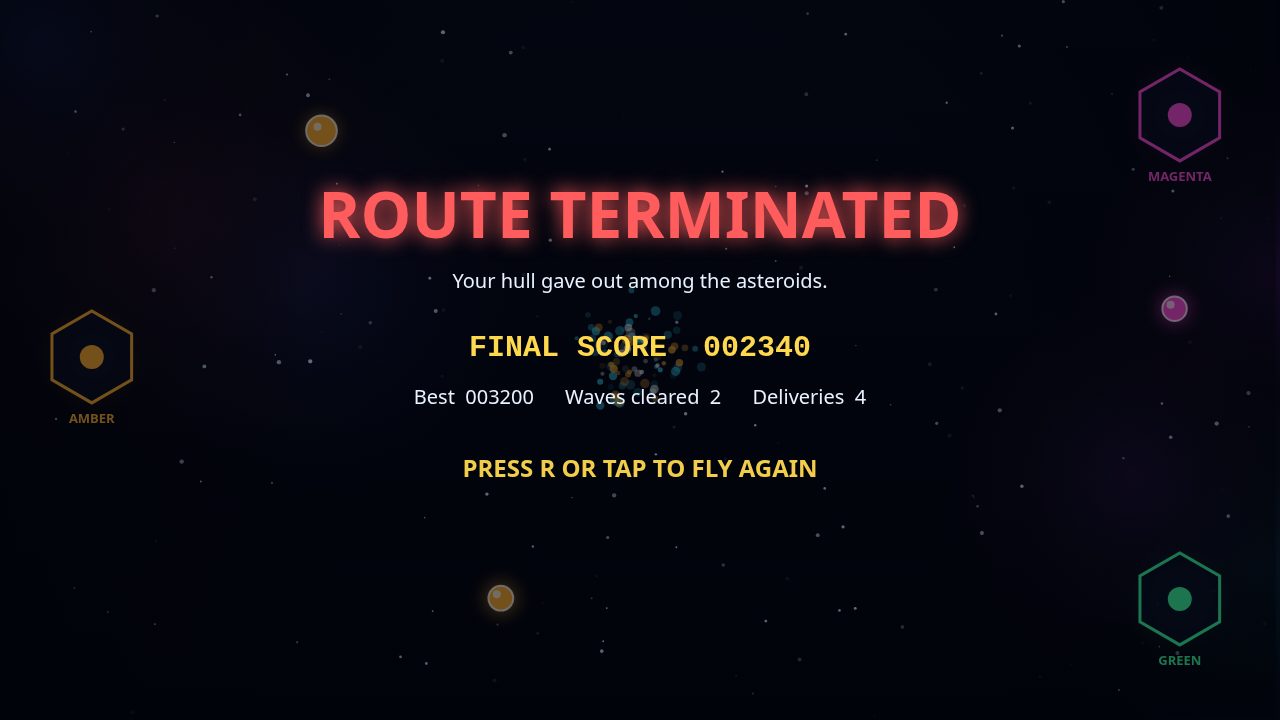 MAGENTA
ROUTE TERMINATED
Your hull gave out among the asteroids.
FINAL SCORE 002340
Best 003200 Waves cleared 2 Deliveries 4
AMBER
PRESS R OR TAP TO FLY AGAIN
GREEN